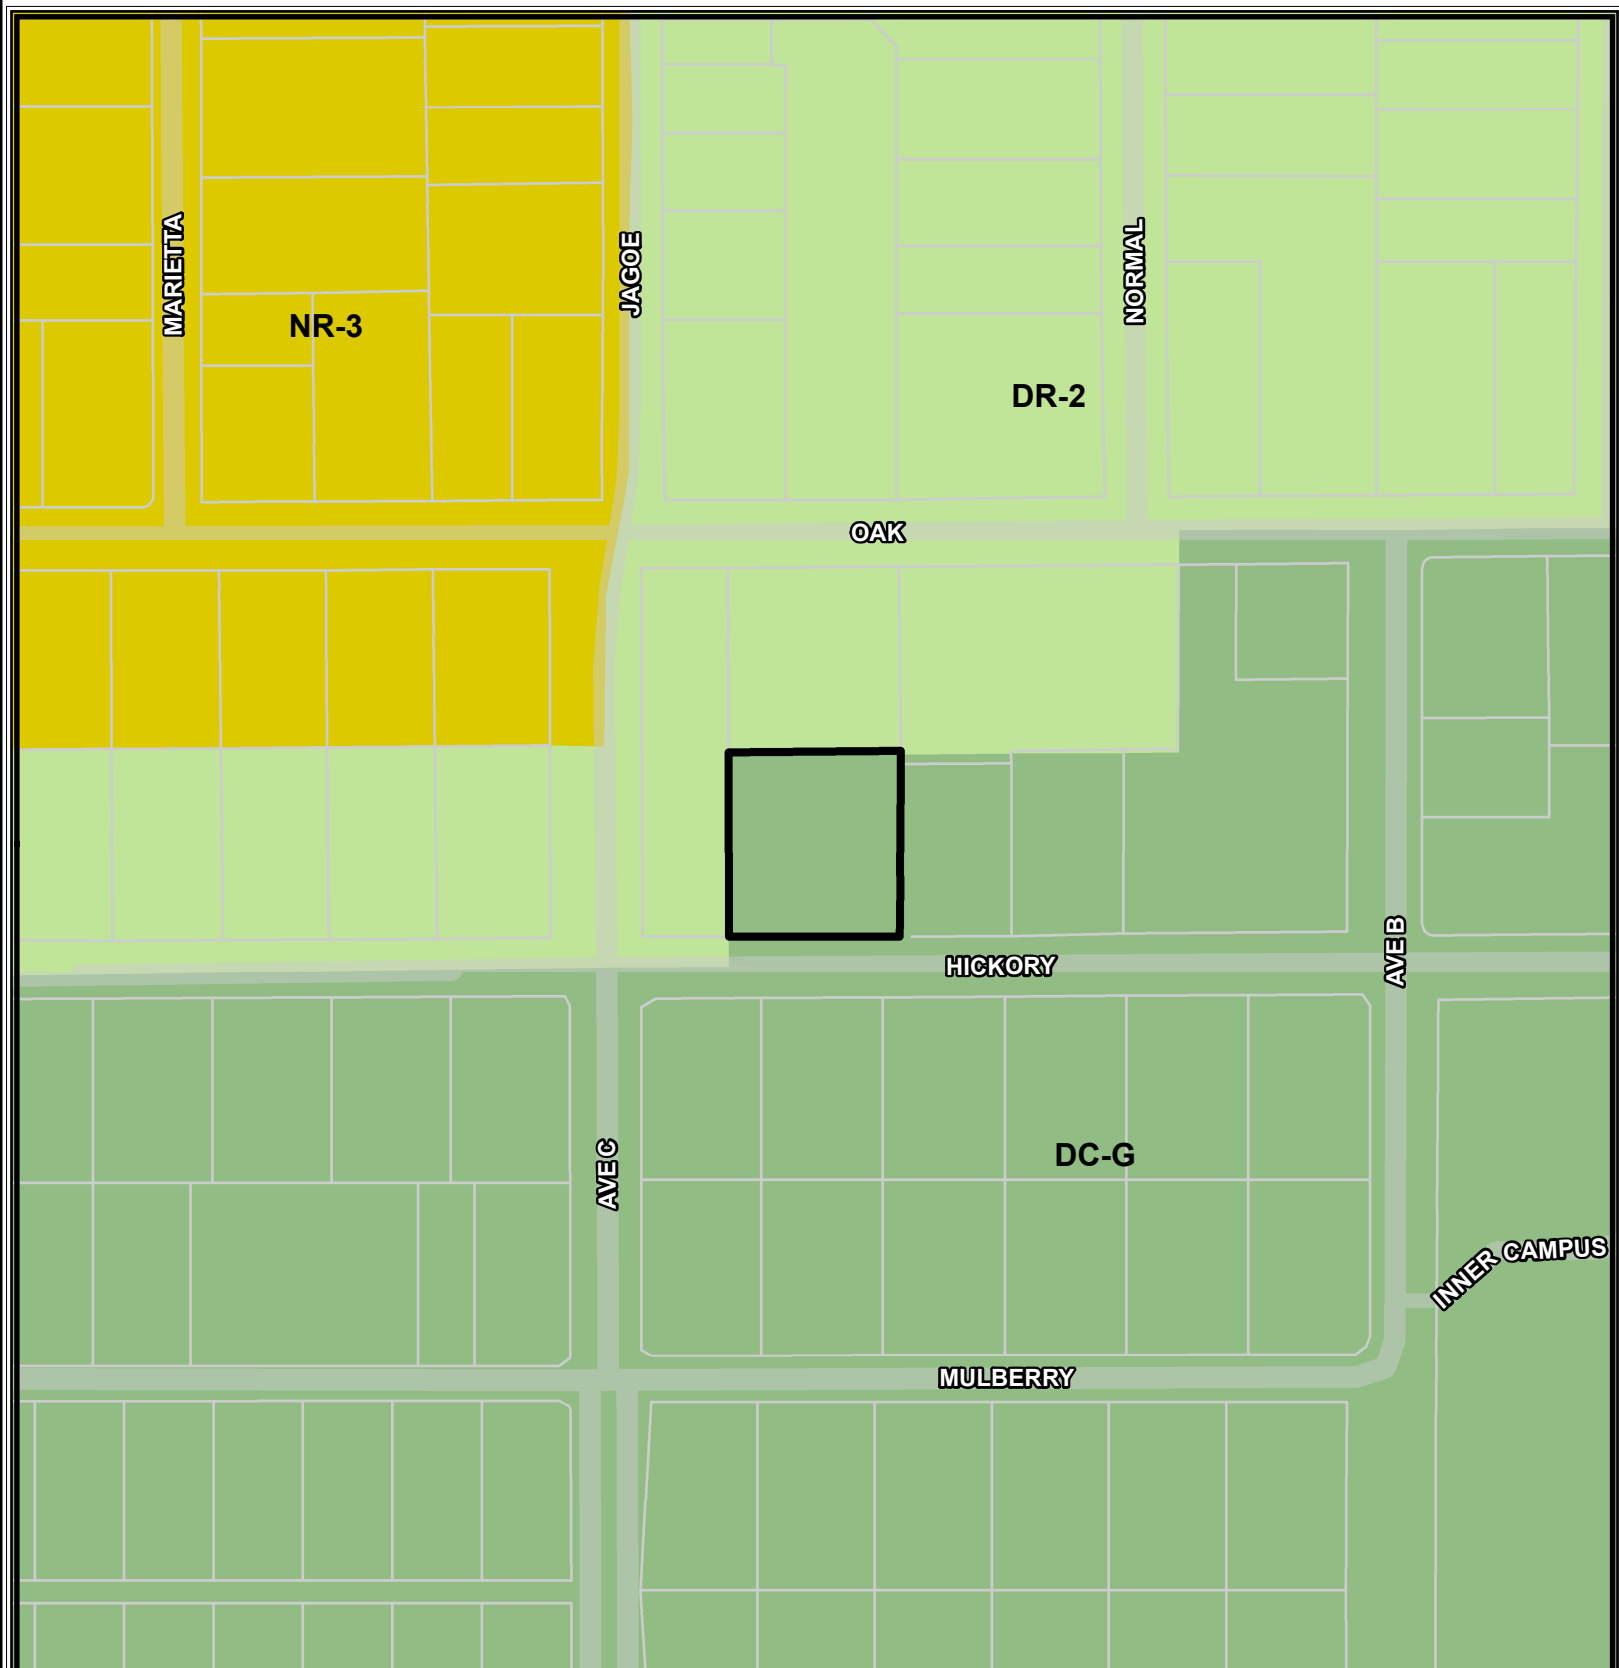 MARIETTA
JAGOE
NORMAL
NR-3
DR-2
OAK
HICKORY
AVE B
AVE C
DC-G
INNER CAMPUS
MULBERRY